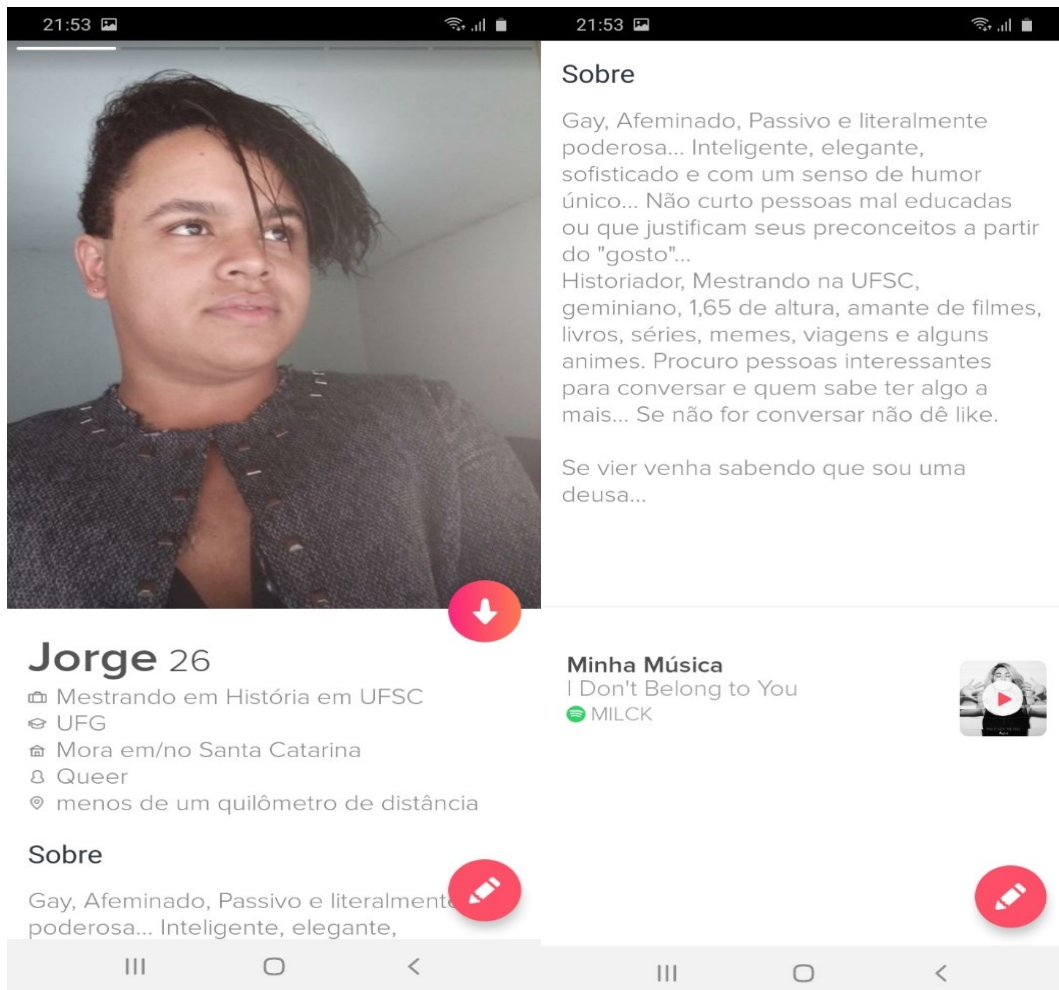 21:53
Jorge 26
Mestrando em História em UFSC
UFG
Mora em/no Santa Catarina
Queer
menos de um quilômetro de distância
Sobre
Gay, Afeminado, Passivo e literalmente
poderosa... Inteligente, elegante,
21:53
Sobre
Gay, Afeminado, Passivo e literalmente
poderosa... Inteligente, elegante,
sofisticado e com um senso de humor
único... Não curto pessoas mal educadas
ou que justificam seus preconceitos a partir
do "gosto"...
Historiador, Mestrando na UFSC,
geminiano, 1,65 de altura, amante de filmes,
livros, séries, memes, viagens e alguns
animes. Procuro pessoas interessantes
para conversar e quem sabe ter algo a
mais... Se não for conversar não dê like.
Se vier venha sabendo que sou uma
deusa...
Minha Música
I Don't Belong to You
MILCK